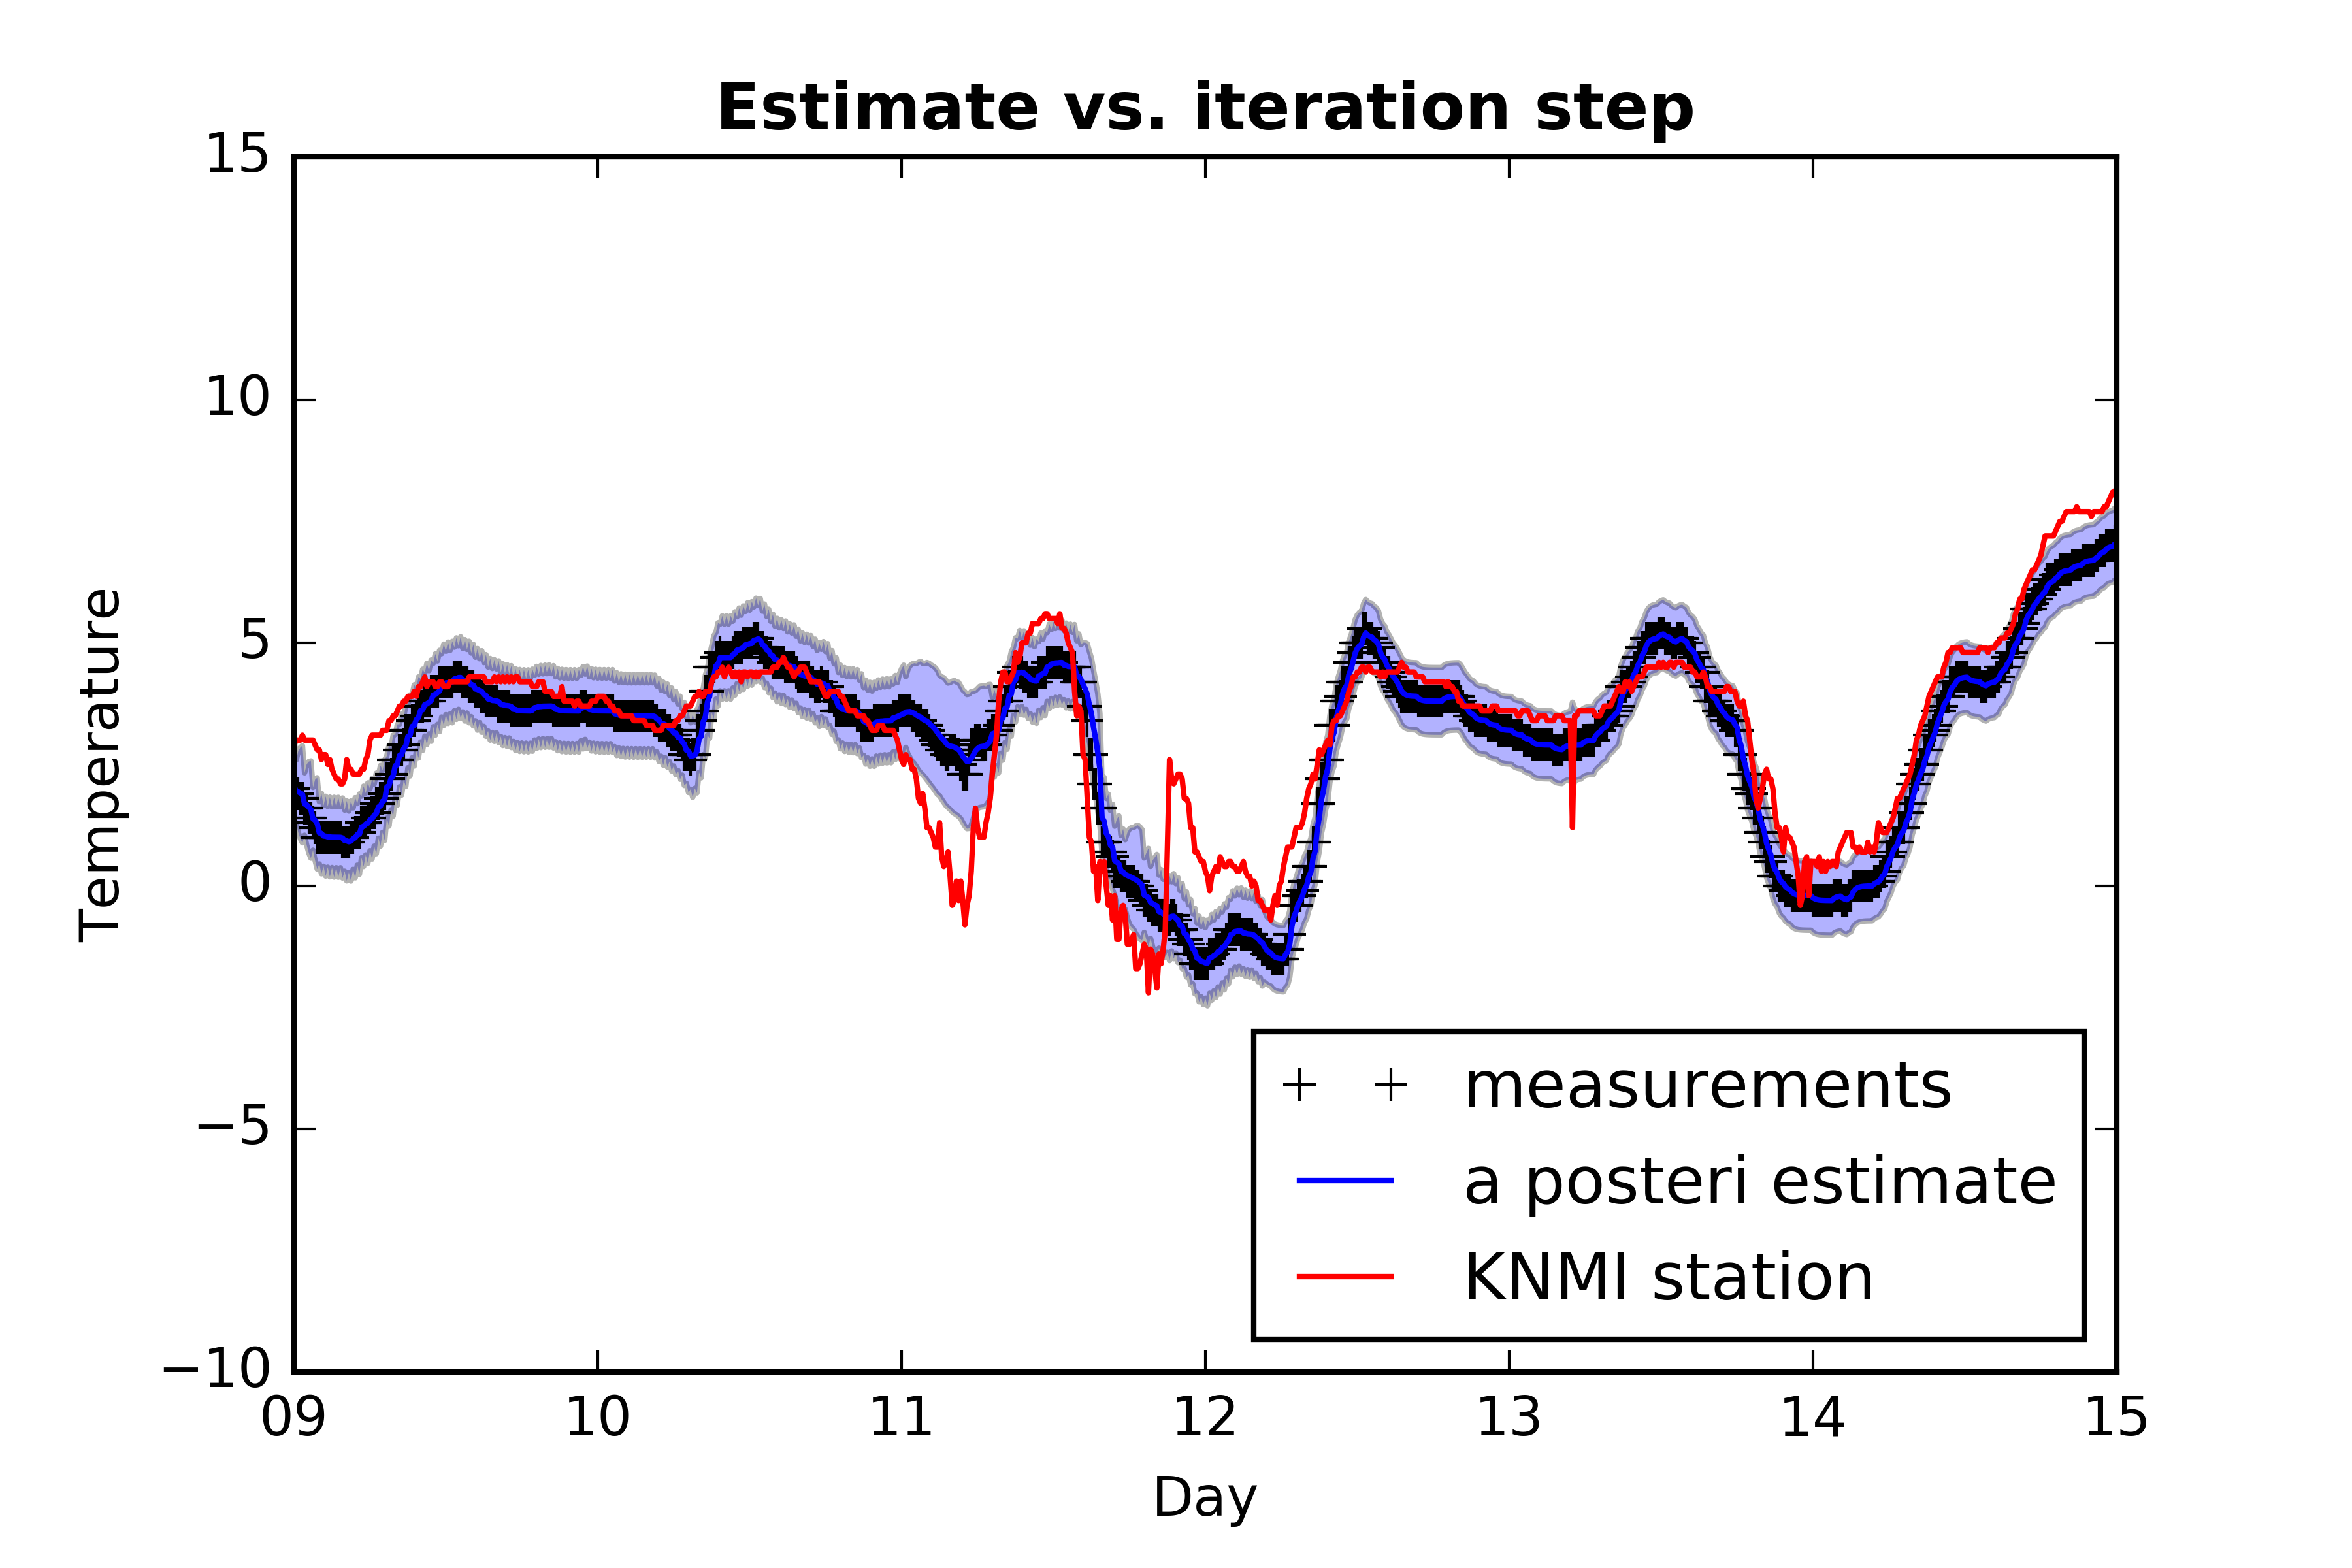 Estimate vs. iteration step
15
10
5
0
−5
−10
Temperature
measurements
a posteri estimate
KNMI station
09 10 11 12 13 14 15
Day